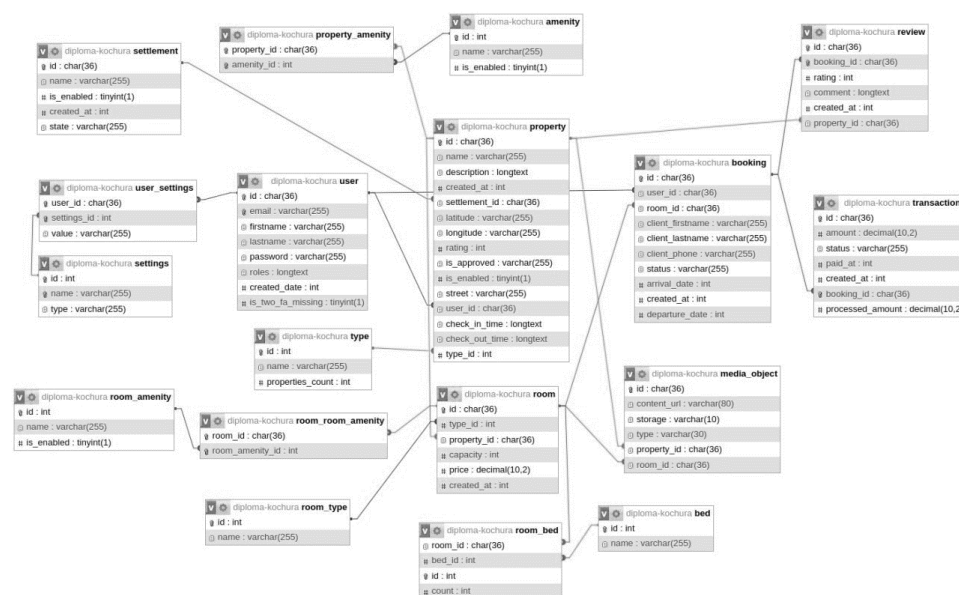 diploma-kochura settlement
id : char(36)
name : varchar(255)
is_enabled : tinyint(1)
created_at : int
state : varchar(255)
diploma-kochura property_amenity
property_id : char(36)
amenity_id : int
diploma-kochura amenity
id : int
name : varchar(255)
is_enabled : tinyint(1)
diploma-kochura review
id : char(36)
booking_id : char(36)
rating : int
comment : longtext
created_at : int
property_id : char(36)
diploma-kochura user_settings
user_id : char(36)
settings_id : int
value : varchar(255)
diploma-kochura settings
id : int
name : varchar(255)
type : varchar(255)
diploma-kochura user
id : char(36)
email : varchar(255)
firstname : varchar(255)
lastname : varchar(255)
password : varchar(255)
roles : longtext
created_date : int
is_two_fa_missing : tinyint(1)
diploma-kochura property
id : char(36)
name : varchar(255)
description : longtext
created_at : int
settlement_id : char(36)
latitude : varchar(255)
longitude : varchar(255)
rating : int
is_approved : varchar(255)
is_enabled : tinyint(1)
street : varchar(255)
user_id : char(36)
check_in_time : longtext
check_out_time : longtext
type_id : int
diploma-kochura booking
id : char(36)
user_id : char(36)
room_id : char(36)
client_firstname : varchar(255)
client_lastname : varchar(255)
client_phone : varchar(255)
status : varchar(255)
arrival_date : int
created_at : int
departure_date : int
diploma-kochura transaction
id : char(36)
amount : decimal(10,2)
status : varchar(255)
paid_at : int
created_at : int
booking_id : char(36)
processed_amount : decimal(10,2
diploma-kochura type
id : int
name : varchar(255)
properties_count : int
diploma-kochura room_amenity
id : int
name : varchar(255)
is_enabled : tinyint(1)
diploma-kochura room_room_amenity
room_id : char(36)
room_amenity_id : int
diploma-kochura room
id : char(36)
type_id : int
property_id : char(36)
capacity : int
price : decimal(10,2)
created_at : int
diploma-kochura media_object
id : char(36)
content_url : varchar(80)
storage : varchar(10)
type : varchar(30)
property_id : char(36)
room_id : char(36)
diploma-kochura room_type
id : int
name : varchar(255)
diploma-kochura room_bed
room_id : char(36)
bed_id : int
id : int
count : int
diploma-kochura bed
id : int
name : varchar(255)